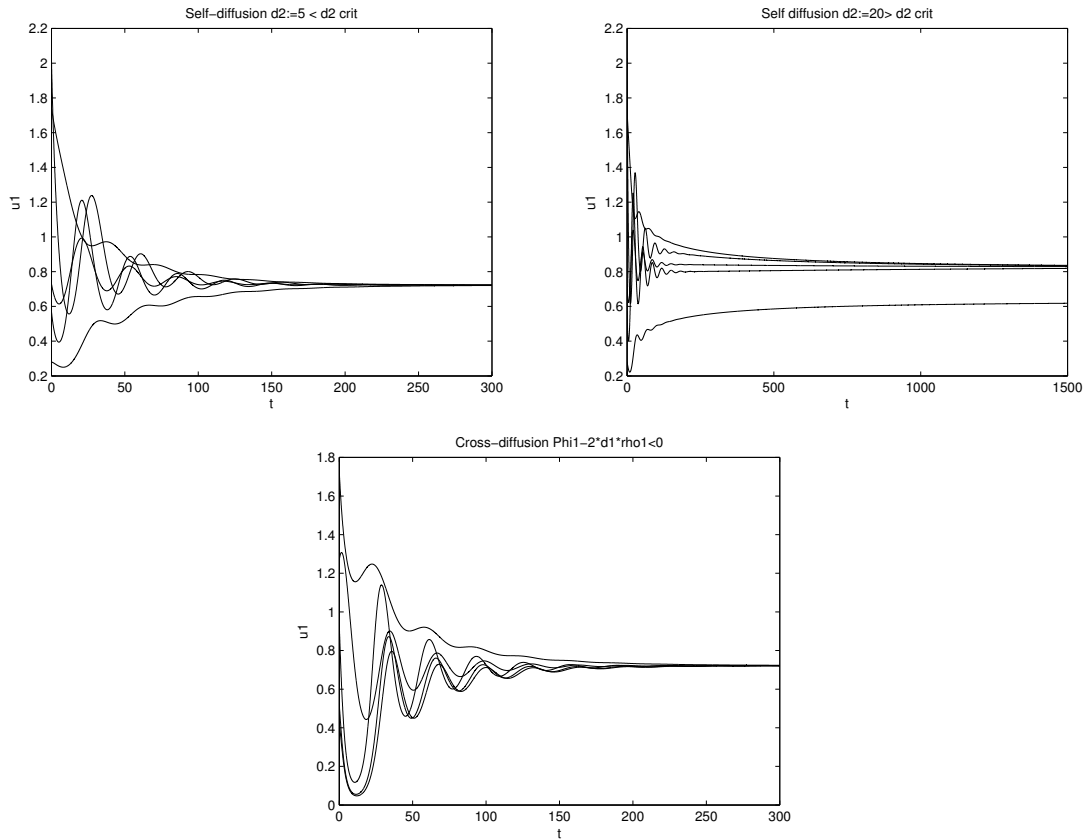 Self−diffusion d2:=5 < d2 crit
2.2
2
1.8
1.6
1.4
1.2
1
0.8
0.6
0.4
0.2
u1
0 50 100 150 200 250 300
t
Self diffusion d2:=20> d2 crit
2.2
2
1.8
1.6
1.4
1.2
1
0.8
0.6
0.4
0.2
u1
0 500 1000 1500
t
Cross−diffusion Phi1−2*d1*rho1<0
1.8
1.6
1.4
1.2
1
0.8
0.6
0.4
0.2
0
u1
0 50 100 150 200 250 300
t